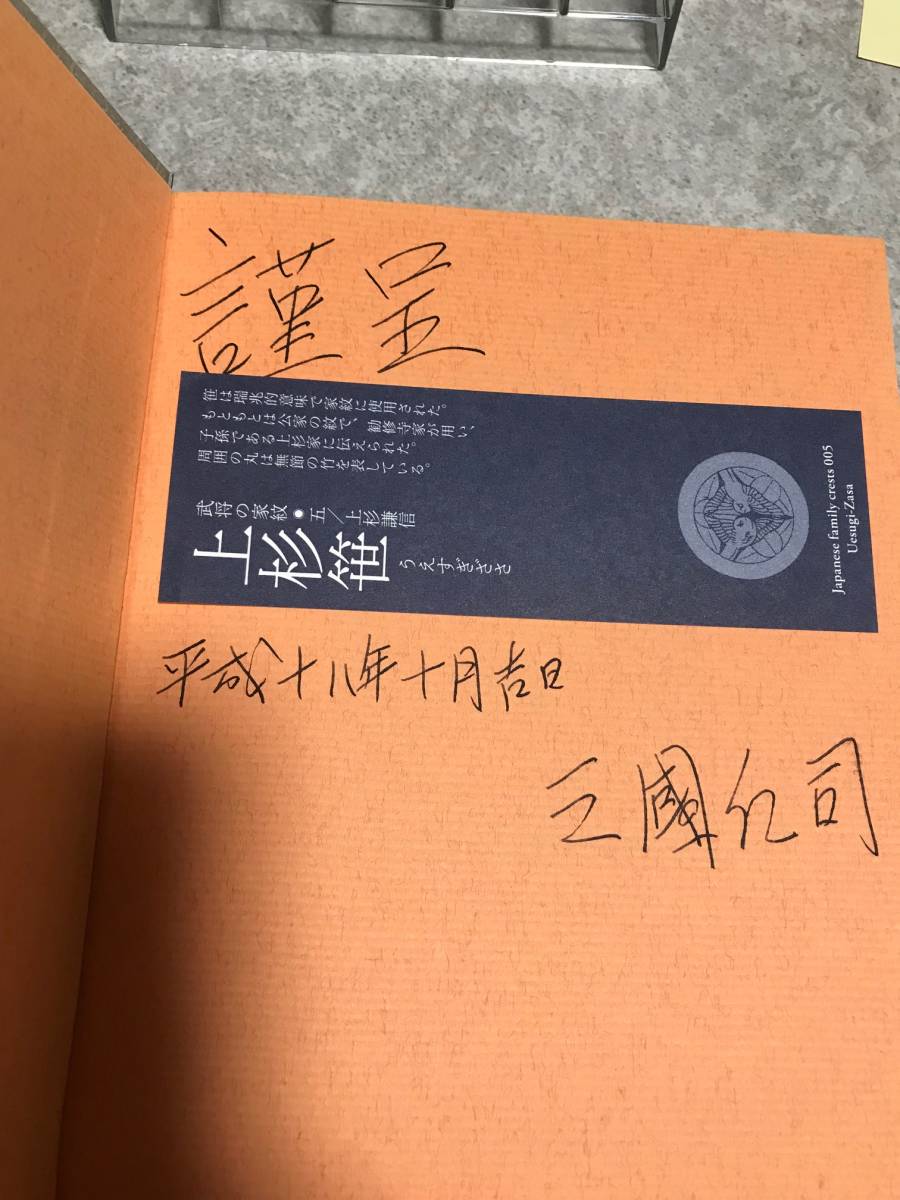 謹呈
笹は瑞兆的意味で家紋に使用された。
もともとは公家の紋で、勧修寺家が用い、
子孫である上杉家に伝えられた。
周囲の丸は無節の竹を表している。
武将の家紋●五／上杉謙信
上杉笹
うえすぎざさ
Japanese family crests 005
Uesugi-Zasa
平成十八年十月吉日
三國仁司